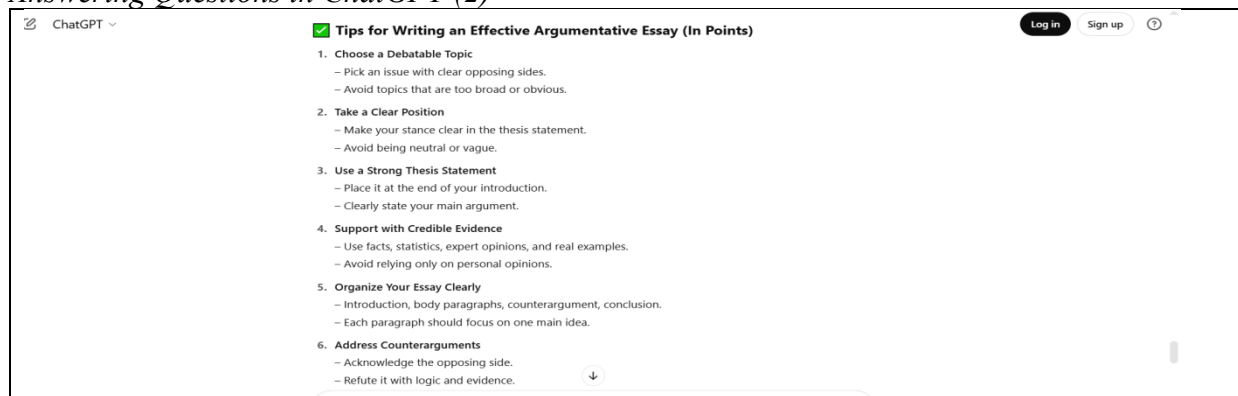 Answering Questions in ChatGPT (2)
ChatGPT
Log in
Sign up
?
✅ Tips for Writing an Effective Argumentative Essay (In Points)
1. Choose a Debatable Topic
– Pick an issue with clear opposing sides.
– Avoid topics that are too broad or obvious.
2. Take a Clear Position
– Make your stance clear in the thesis statement.
– Avoid being neutral or vague.
3. Use a Strong Thesis Statement
– Place it at the end of your introduction.
– Clearly state your main argument.
4. Support with Credible Evidence
– Use facts, statistics, expert opinions, and real examples.
– Avoid relying only on personal opinions.
5. Organize Your Essay Clearly
– Introduction, body paragraphs, counterargument, conclusion.
– Each paragraph should focus on one main idea.
6. Address Counterarguments
– Acknowledge the opposing side.
– Refute it with logic and evidence.